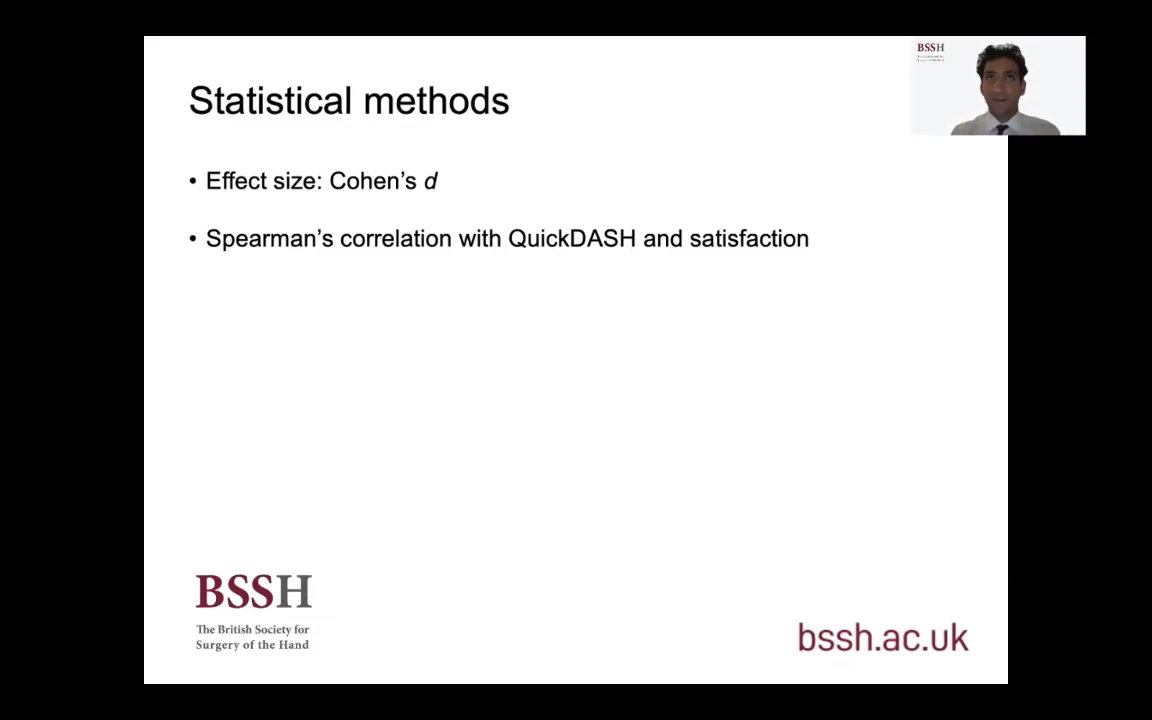 BSSH
Statistical methods
• Effect size: Cohen’s d
• Spearman’s correlation with QuickDASH and satisfaction
BSSH
The British Society for
Surgery of the Hand
bssh.ac.uk